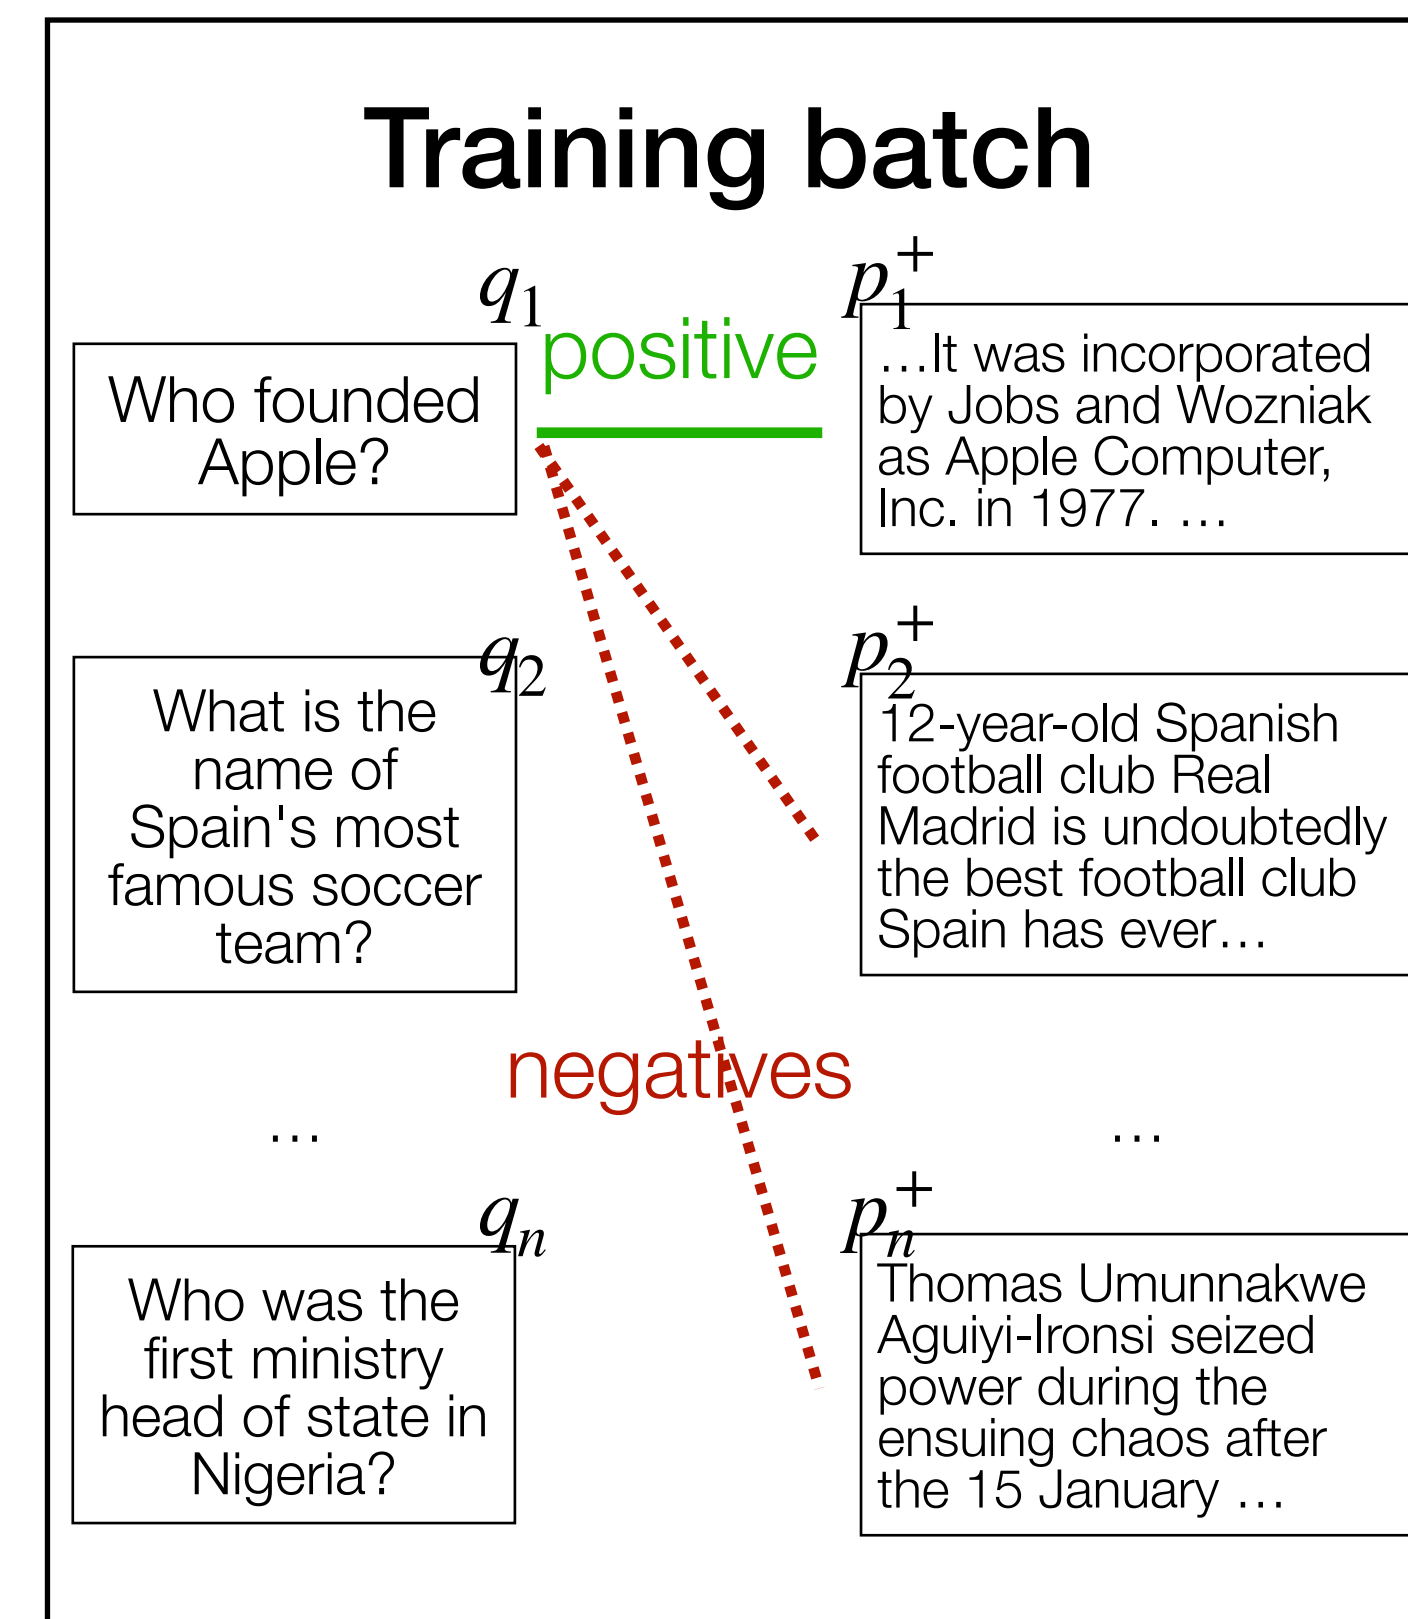 Training batch
q₁
positive
p₁⁺
Who founded
Apple?
…It was incorporated
by Jobs and Wozniak
as Apple Computer,
Inc. in 1977. …
q₂
p₂⁺
What is the
name of
Spain's most
famous soccer
team?
12-year-old Spanish
football club Real
Madrid is undoubtedly
the best football club
Spain has ever…
negatives
…
…
qₙ
pₙ⁺
Who was the
first ministry
head of state in
Nigeria?
Thomas Umunnakwe
Aguiyi-Ironsi seized
power during the
ensuing chaos after
the 15 January …